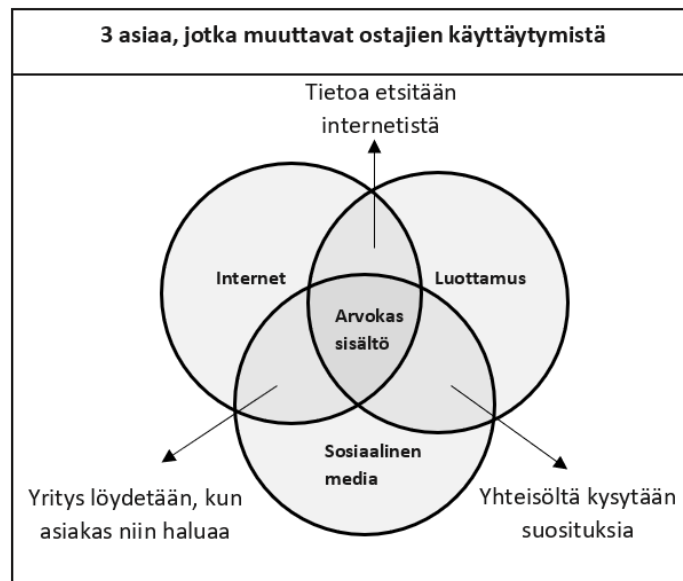 3 asiaa, jotka muuttavat ostajien käyttäytymistä
Tietoa etsitään
internetistä
Internet
Luottamus
Arvokas
sisältö
Sosiaalinen
media
Yritys löydetään, kun
asiakas niin haluaa
Yhteisöltä kysytään
suosituksia